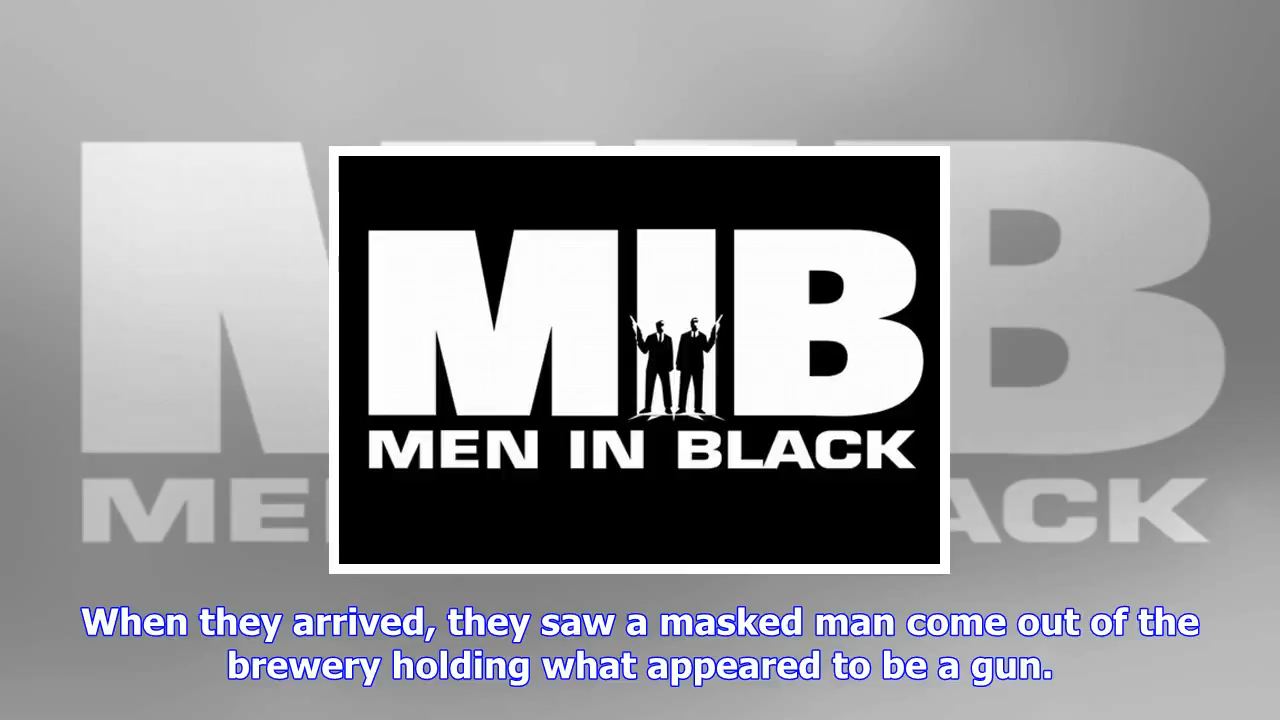 MIB
MEN IN BLACK
When they arrived, they saw a masked man come out of the
brewery holding what appeared to be a gun.